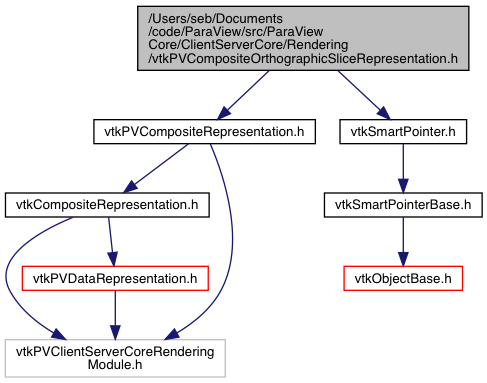 /Users/seb/Documents
/code/ParaView/src/ParaView
Core/ClientServerCore/Rendering
/vtkPVCompositeOrthographicSliceRepresentation.h
vtkPVCompositeRepresentation.h
vtkSmartPointer.h
vtkCompositeRepresentation.h
vtkSmartPointerBase.h
vtkPVDataRepresentation.h
vtkObjectBase.h
vtkPVClientServerCoreRendering
Module.h